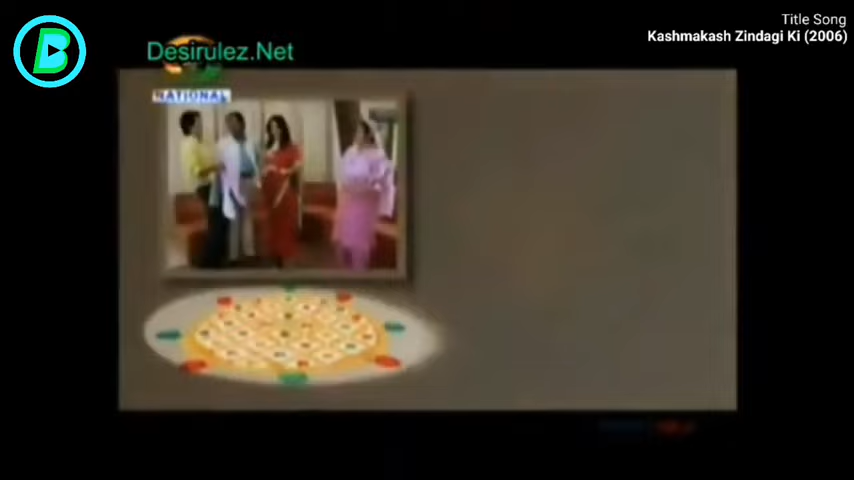 Title Song
Kashmakash Zindagi Ki (2006)
B
Desirulez.Net
NATIONAL